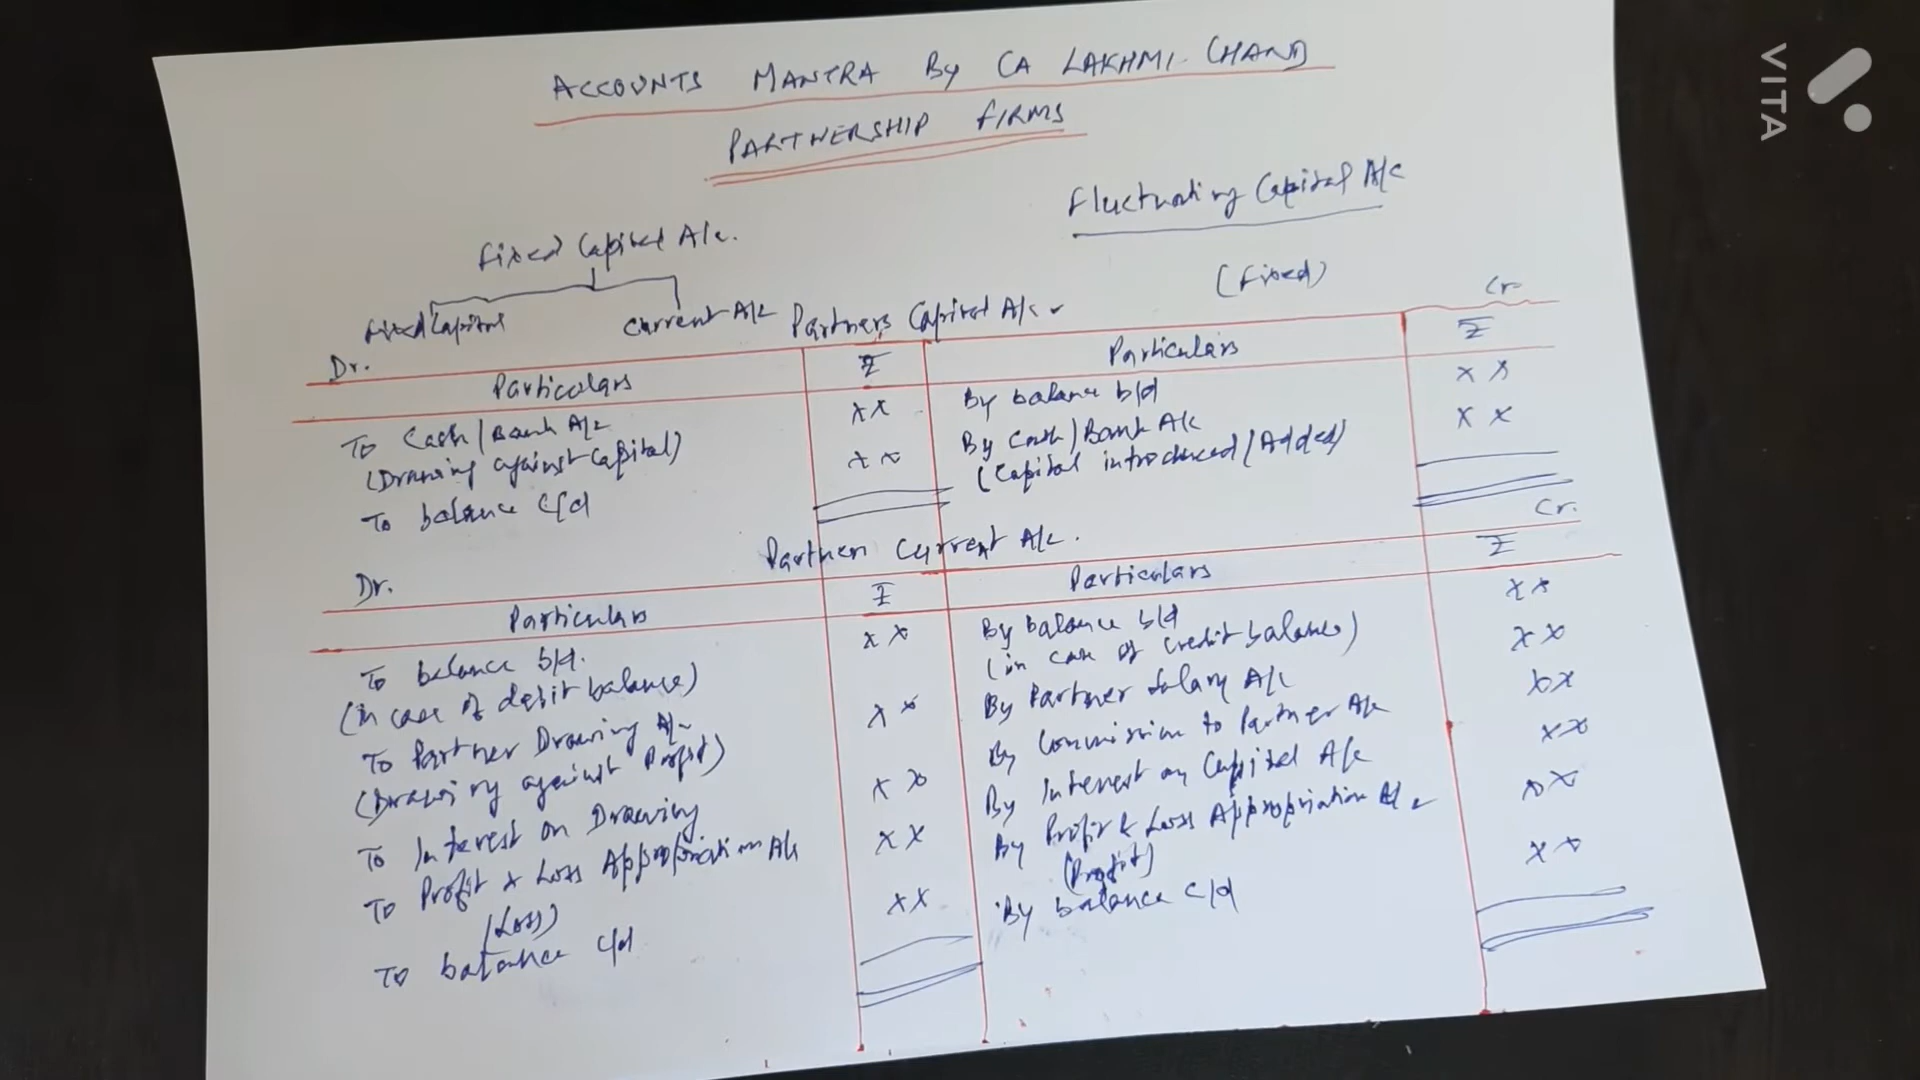 ACCOUNTS MANTRA By CA LAKHMI CHAND
PARTNERSHIP FIRMS
VITA
Fluctuating Capital A/c
Fixed Capital A/c.
(Fixed)
Fixed Capital Current A/c Partners Capital A/c
Dr. Cr.
Particulars ₹ Particulars ₹
To Cash/Bank A/c xx By balance b/d xx
(Drawing against Capital) By Cash/Bank A/c xx
To balance c/d xx (Capital introduced/Added)
Partner Current A/c.
Dr. Cr.
Particulars ₹ Particulars ₹
To balance b/d. xx By balance b/d xx
(in case of debit balance) (in case of credit balance)
To Partner Drawing A/c xx By Partner Salary A/c xx
(Drawing against Profit) By Commission to Partner A/c xx
To Interest on Drawing xx By Interest on Capital A/c xx
To Profit & Loss Appropriation A/c xx By Profit & Loss Appropriation A/c xx
(Loss) (Profit)
To balance c/d xx By balance c/d xx